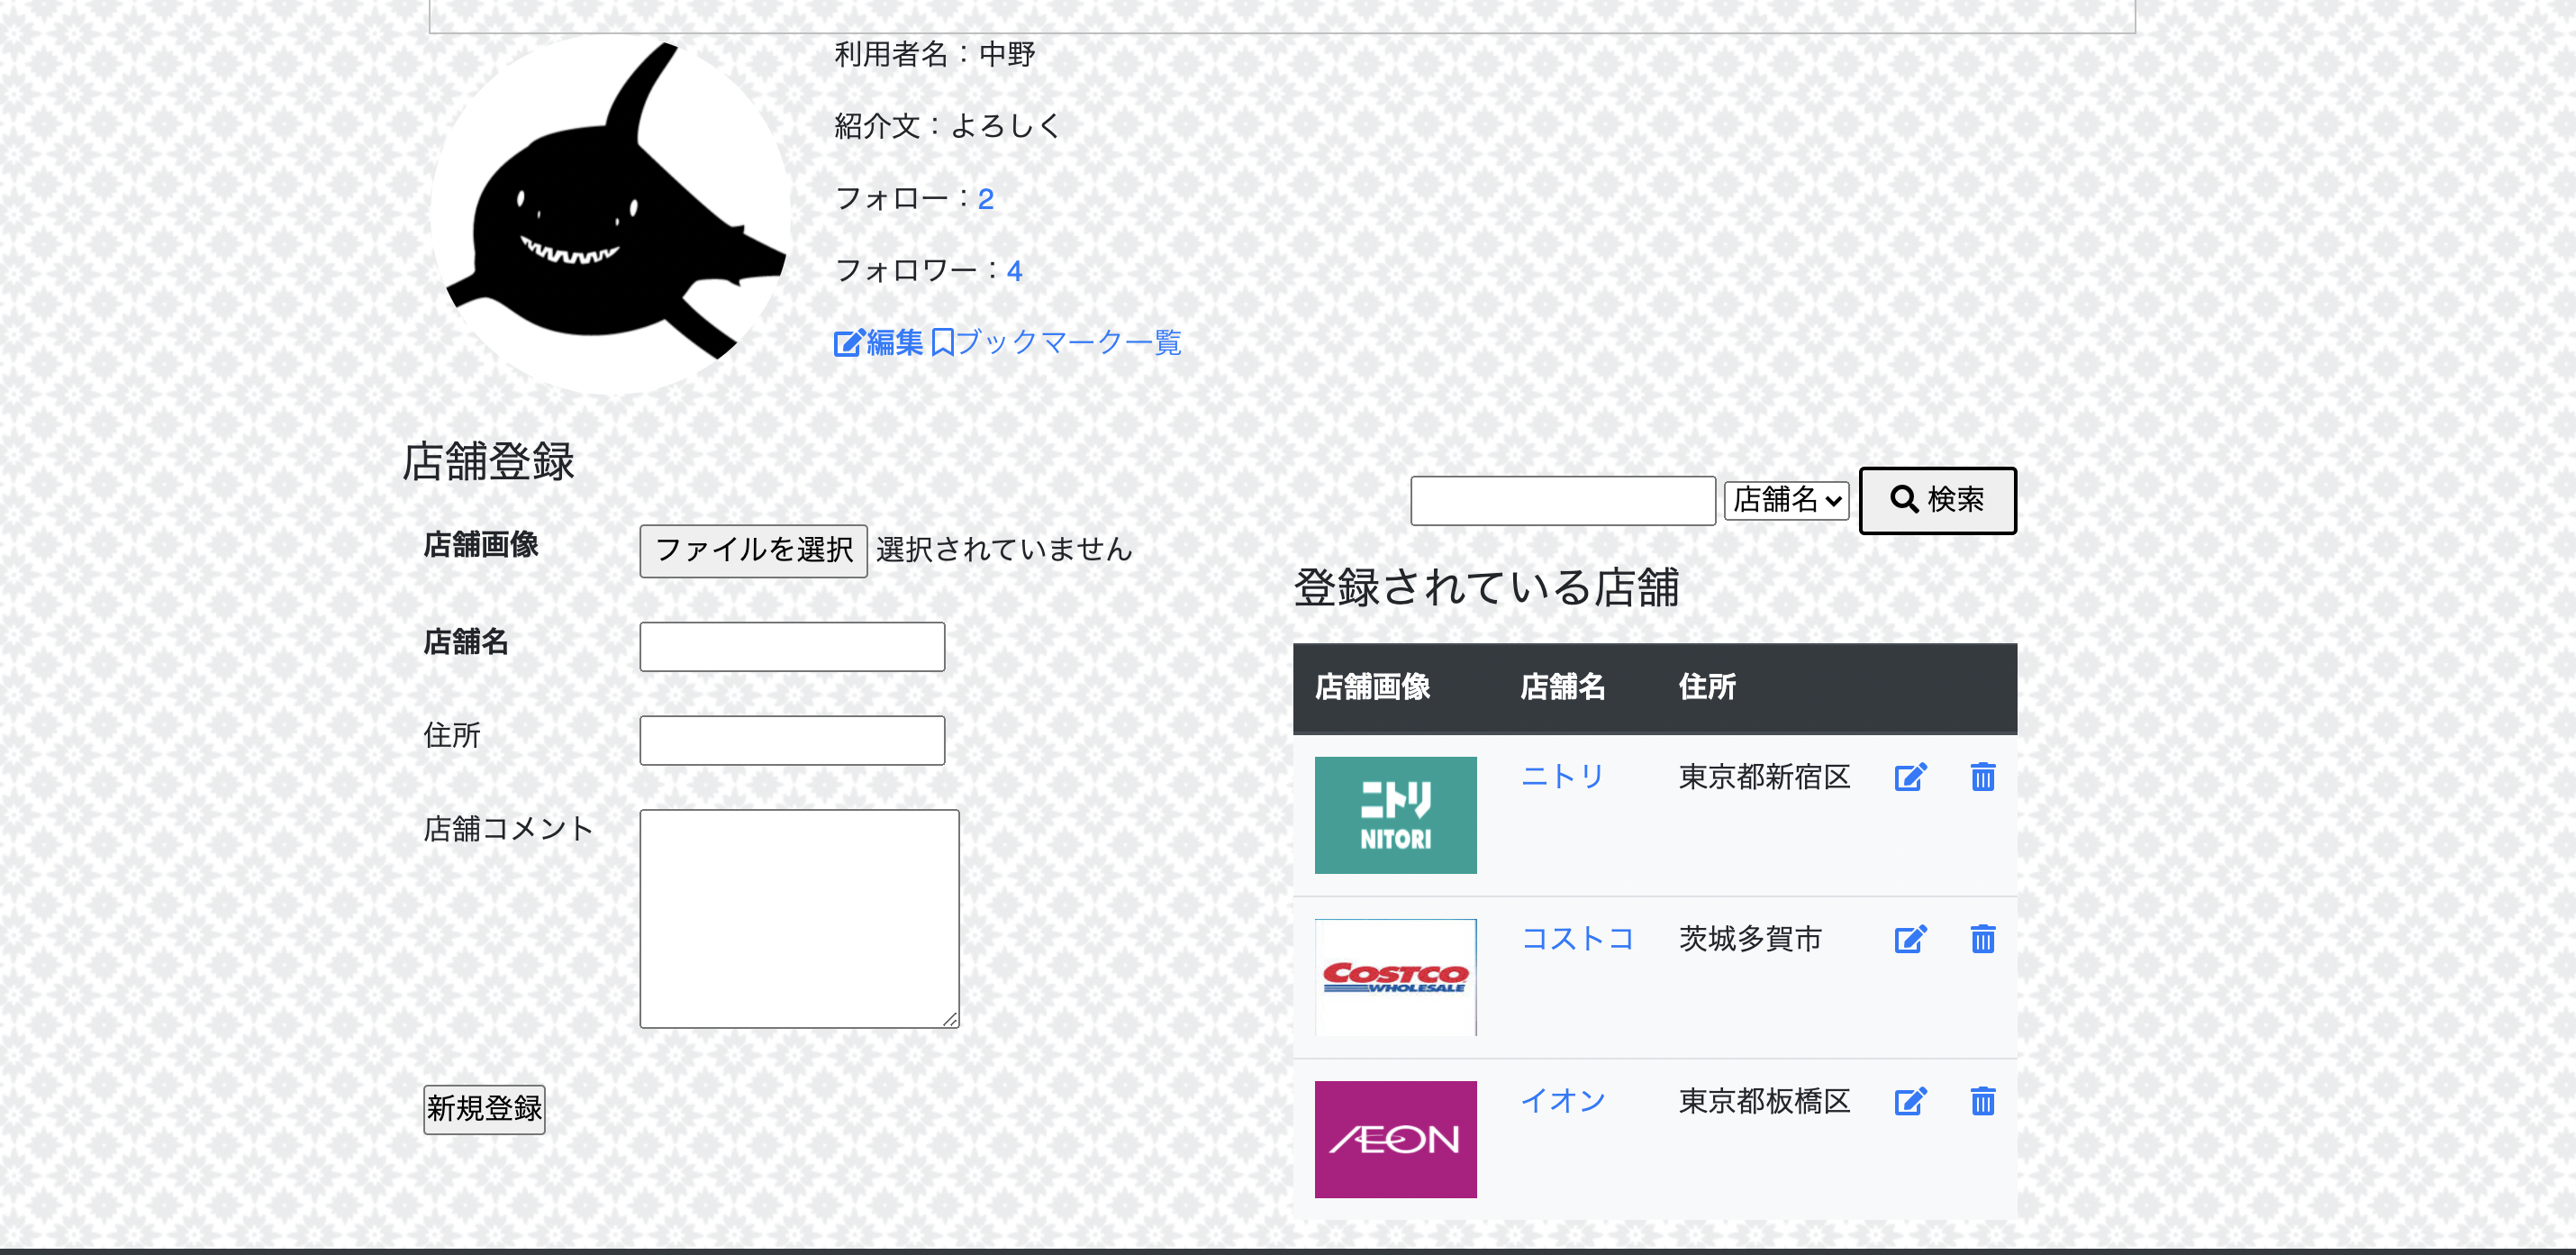 利用者名：中野
紹介文：よろしく
フォロー：2
フォロワー：4
編集 ブックマーク一覧
店舗登録
店舗画像 ファイルを選択 選択されていません
店舗名
住所
店舗コメント
新規登録
店舗名 検索
登録されている店舗
店舗画像 店舗名 住所
ニトリ NITORI ニトリ 東京都新宿区
COSTCO WHOLESALE コストコ 茨城多賀市
ÆON イオン 東京都板橋区